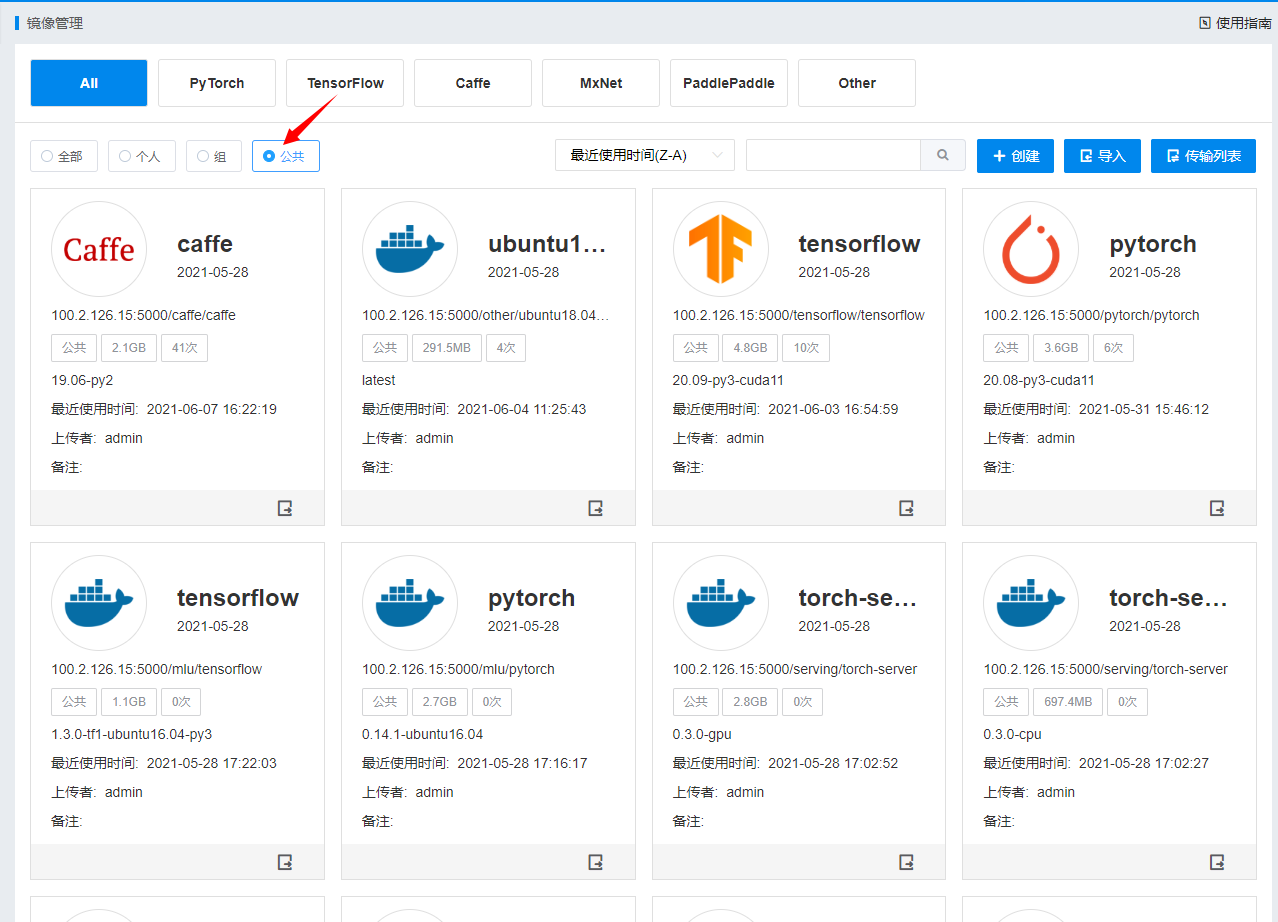 镜像管理
使用指南
All
PyTorch
TensorFlow
Caffe
MxNet
PaddlePaddle
Other
全部
个人
组
公共
最近使用时间(Z-A)
创建
导入
传输列表
Caffe
caffe
2021-05-28
100.2.126.15:5000/caffe/caffe
公共
2.1GB
41次
19.06-py2
最近使用时间: 2021-06-07 16:22:19
上传者: admin
备注:
ubuntu1...
2021-05-28
100.2.126.15:5000/other/ubuntu18.04...
公共
291.5MB
4次
latest
最近使用时间: 2021-06-04 11:25:43
上传者: admin
备注:
tensorflow
2021-05-28
100.2.126.15:5000/tensorflow/tensorflow
公共
4.8GB
10次
20.09-py3-cuda11
最近使用时间: 2021-06-03 16:54:59
上传者: admin
备注:
pytorch
2021-05-28
100.2.126.15:5000/pytorch/pytorch
公共
3.6GB
6次
20.08-py3-cuda11
最近使用时间: 2021-05-31 15:46:12
上传者: admin
备注:
tensorflow
2021-05-28
100.2.126.15:5000/mlu/tensorflow
公共
1.1GB
0次
1.3.0-tf1-ubuntu16.04-py3
最近使用时间: 2021-05-28 17:22:03
上传者: admin
备注:
pytorch
2021-05-28
100.2.126.15:5000/mlu/pytorch
公共
2.7GB
0次
0.14.1-ubuntu16.04
最近使用时间: 2021-05-28 17:16:17
上传者: admin
备注:
torch-se...
2021-05-28
100.2.126.15:5000/serving/torch-server
公共
2.8GB
0次
0.3.0-gpu
最近使用时间: 2021-05-28 17:02:52
上传者: admin
备注:
torch-se...
2021-05-28
100.2.126.15:5000/serving/torch-server
公共
697.4MB
0次
0.3.0-cpu
最近使用时间: 2021-05-28 17:02:27
上传者: admin
备注: